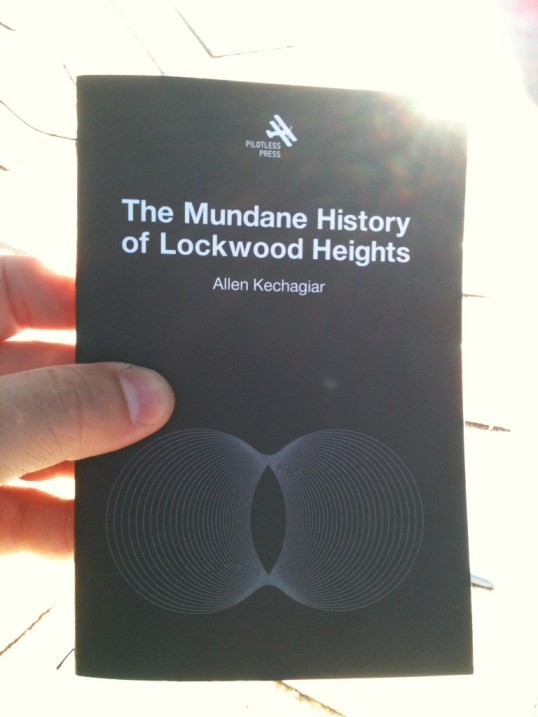 PILOTLESS
PRESS
The Mundane History
of Lockwood Heights
Allen Kechagiar